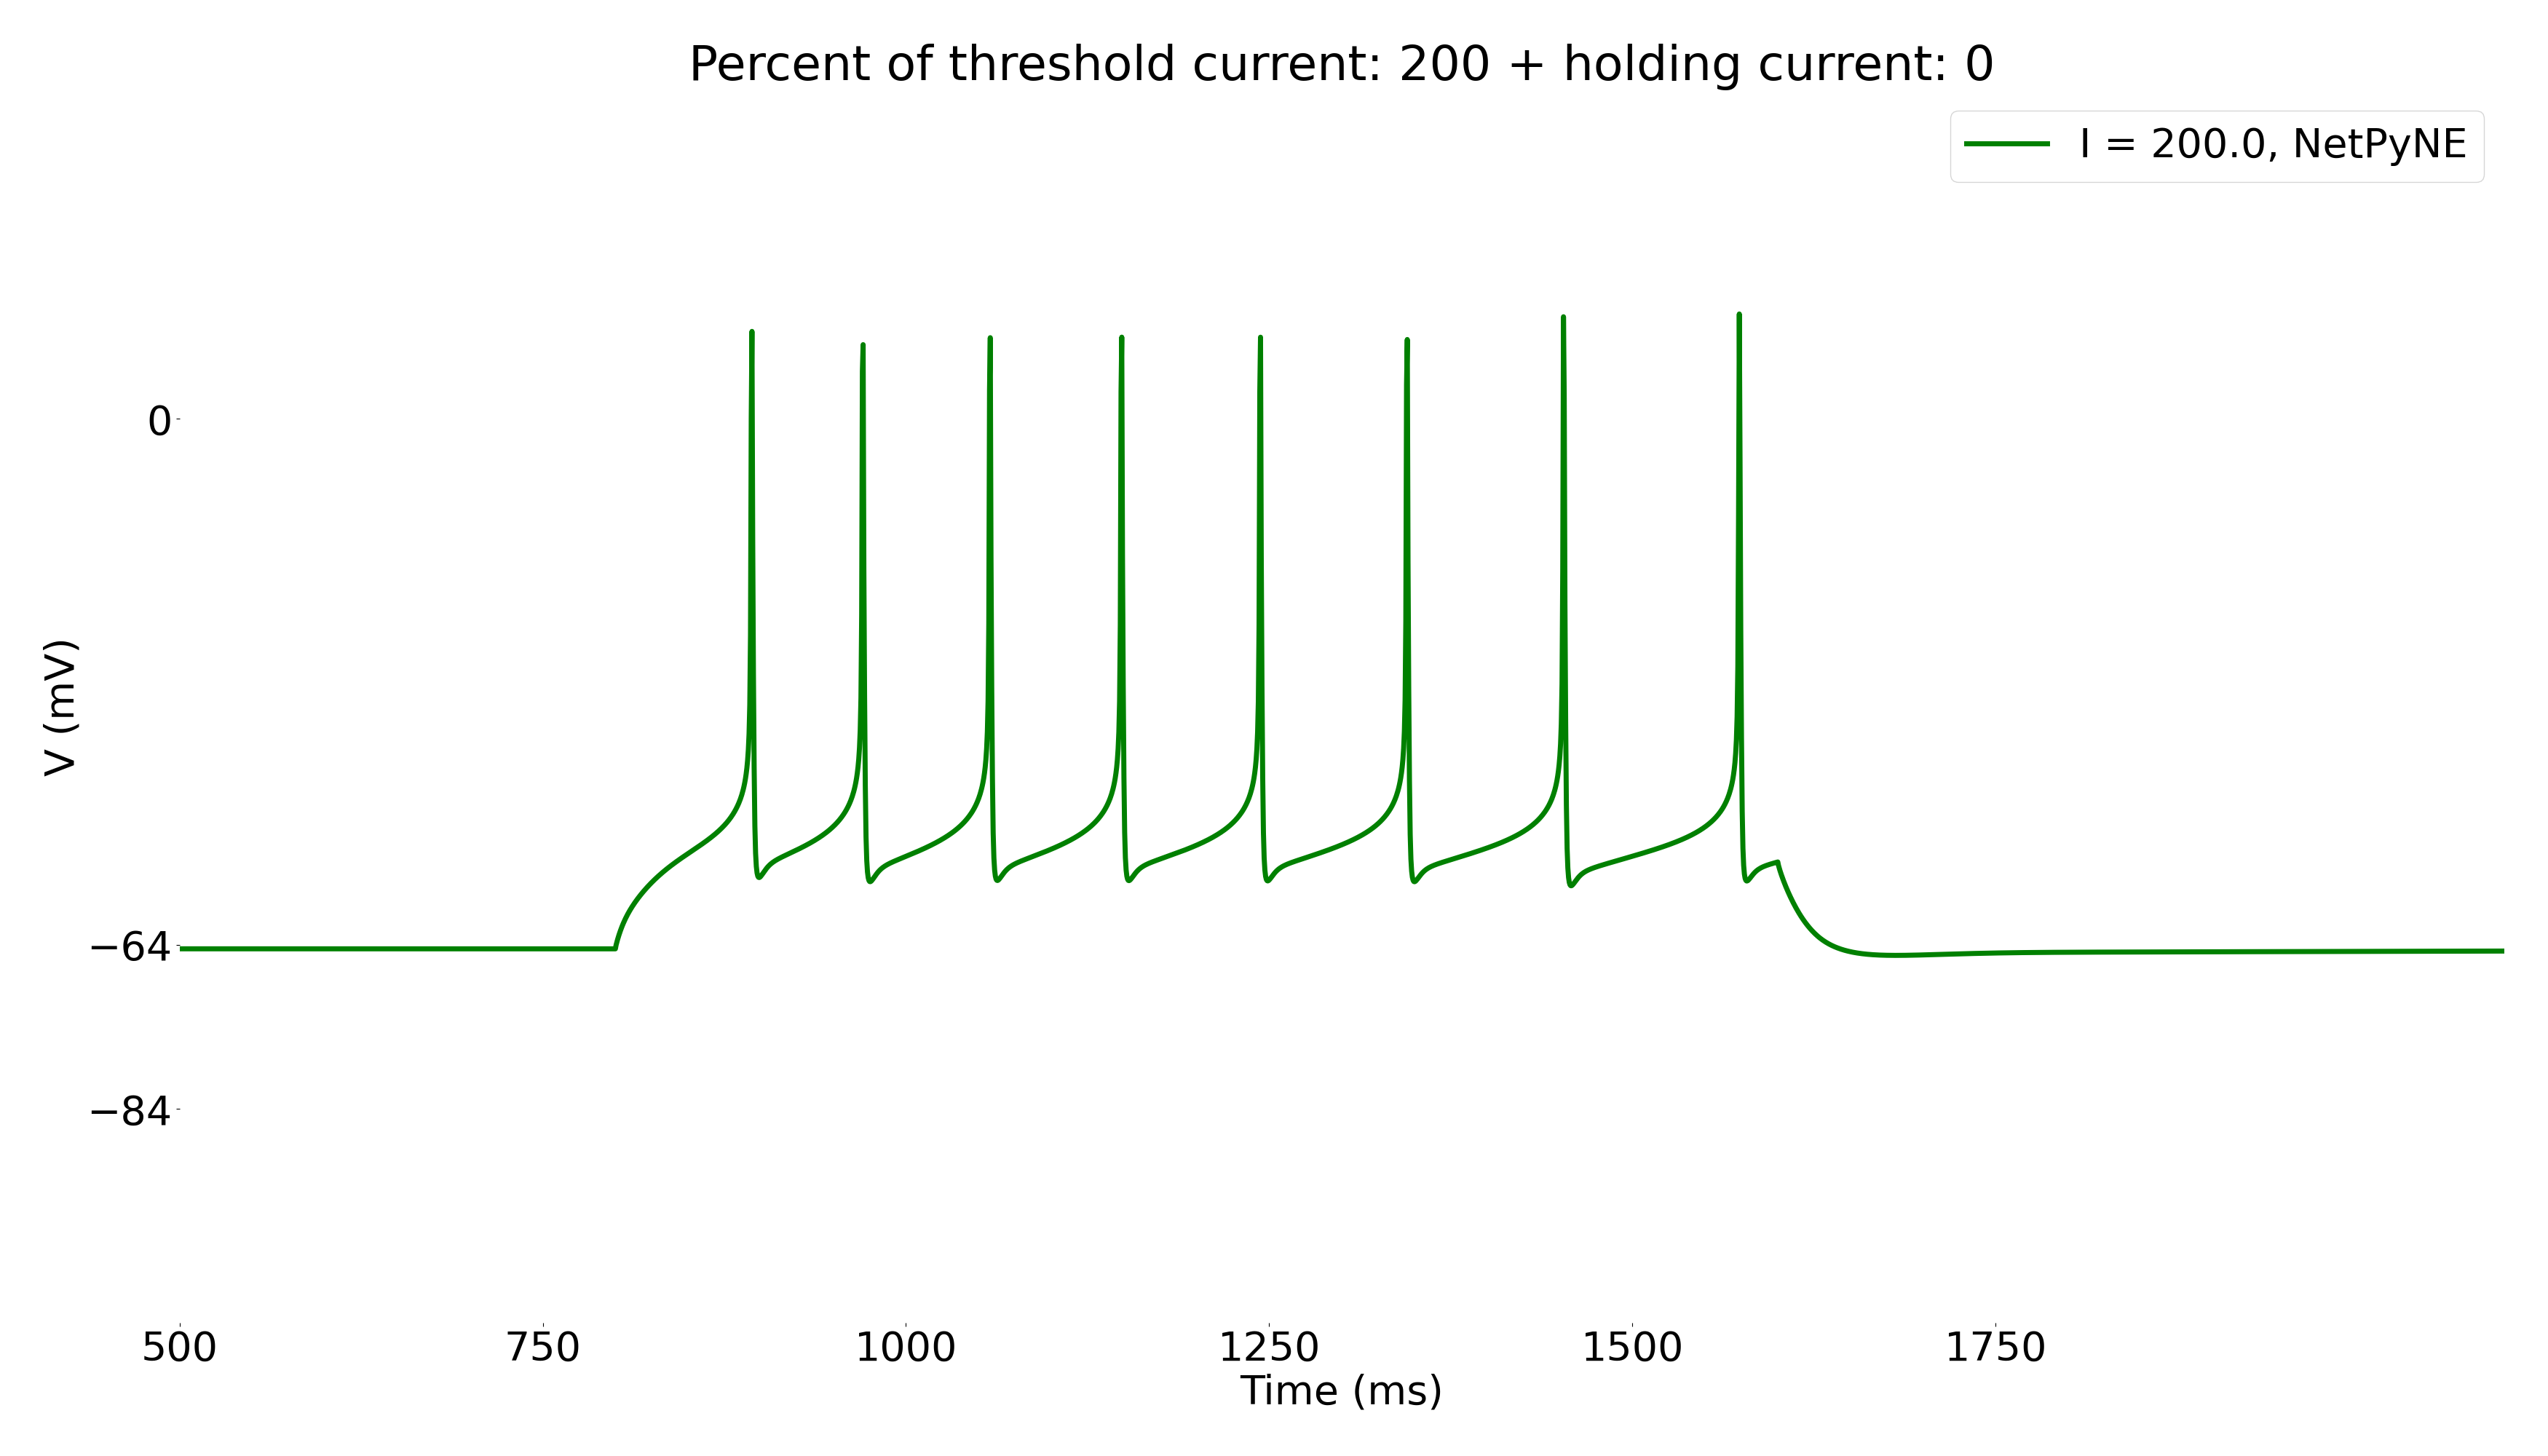 Percent of threshold current: 200 + holding current: 0
I = 200.0, NetPyNE
0
V (mV)
−64
−84
500 750 1000 1250 1500 1750
Time (ms)